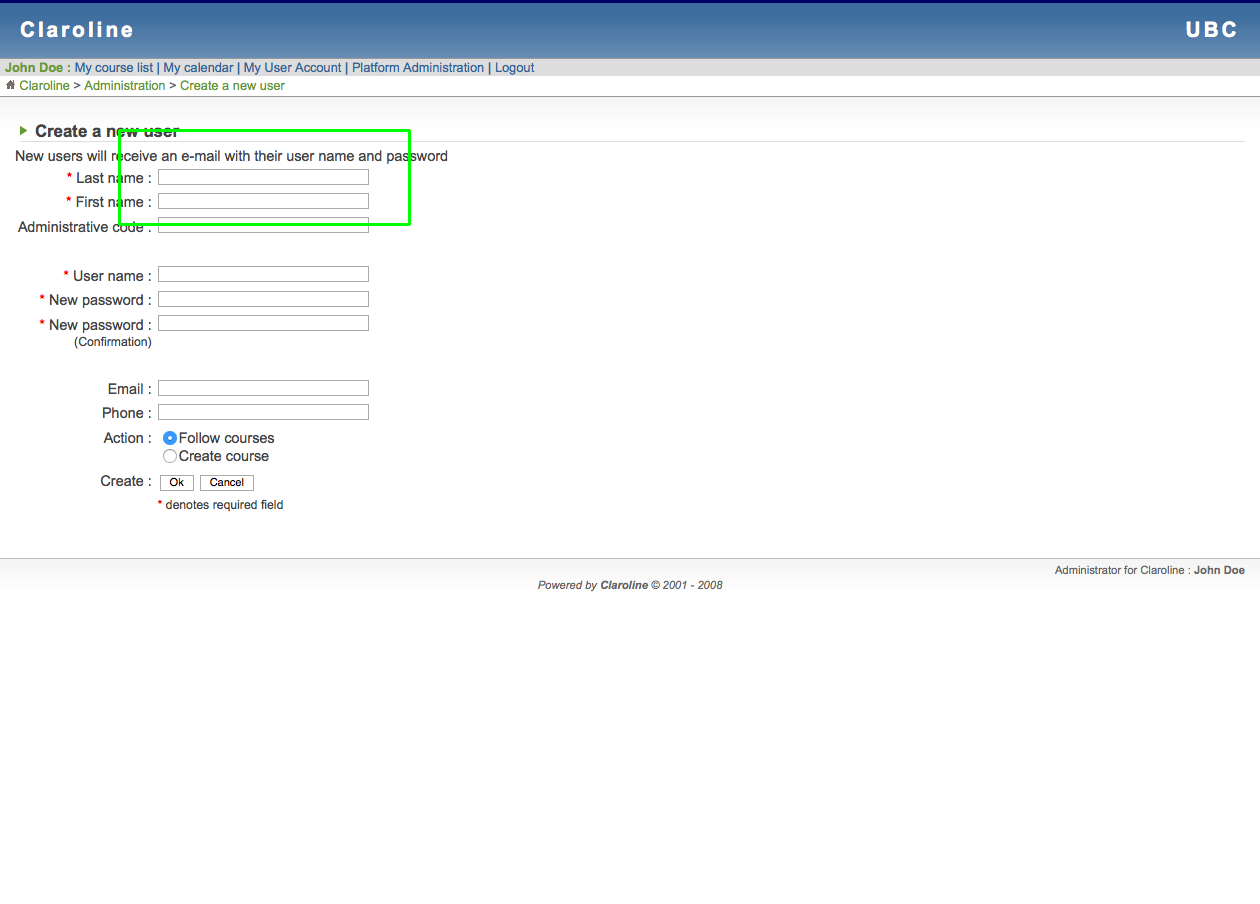 Claroline UBC
John Doe : My course list | My calendar | My User Account | Platform Administration | Logout
Claroline > Administration > Create a new user
Create a new user
New users will receive an e-mail with their user name and password
* Last name :
* First name :
Administrative code :
* User name :
* New password :
* New password :
(Confirmation)
Email :
Phone :
Action : Follow courses
Create course
Create : Ok Cancel
* denotes required field
Administrator for Claroline : John Doe
Powered by Claroline © 2001 - 2008